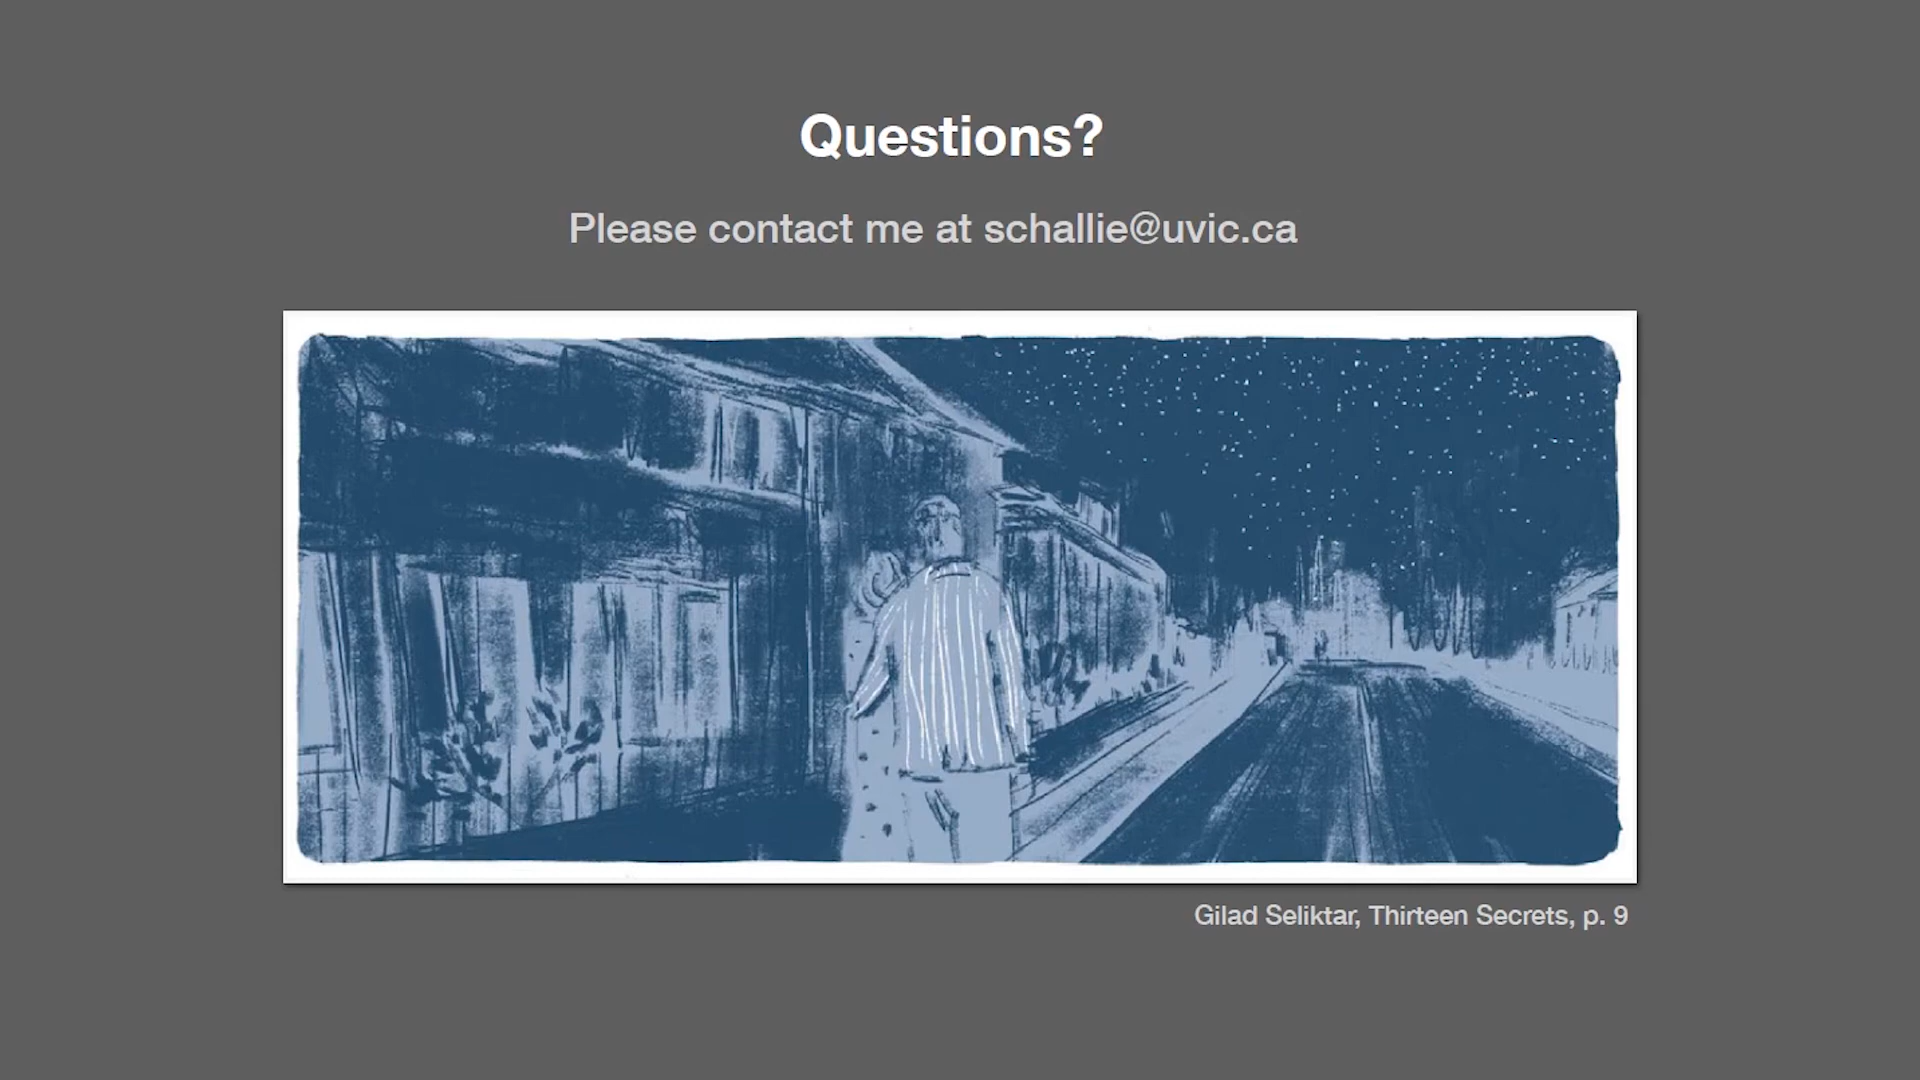 Questions?
Please contact me at schallie@uvic.ca
Gilad Seliktar, Thirteen Secrets, p. 9